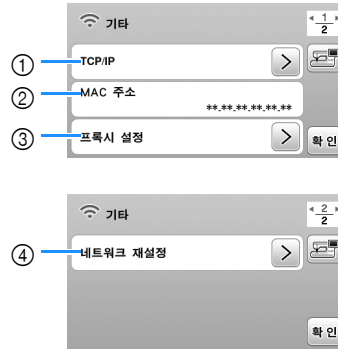 기타
1
2
① TCP/IP >
② MAC 주소
**.**.**.**.**.**
③ 프록시 설정 >
확 인
기타
2
2
④ 네트워크 재설정 >
확 인